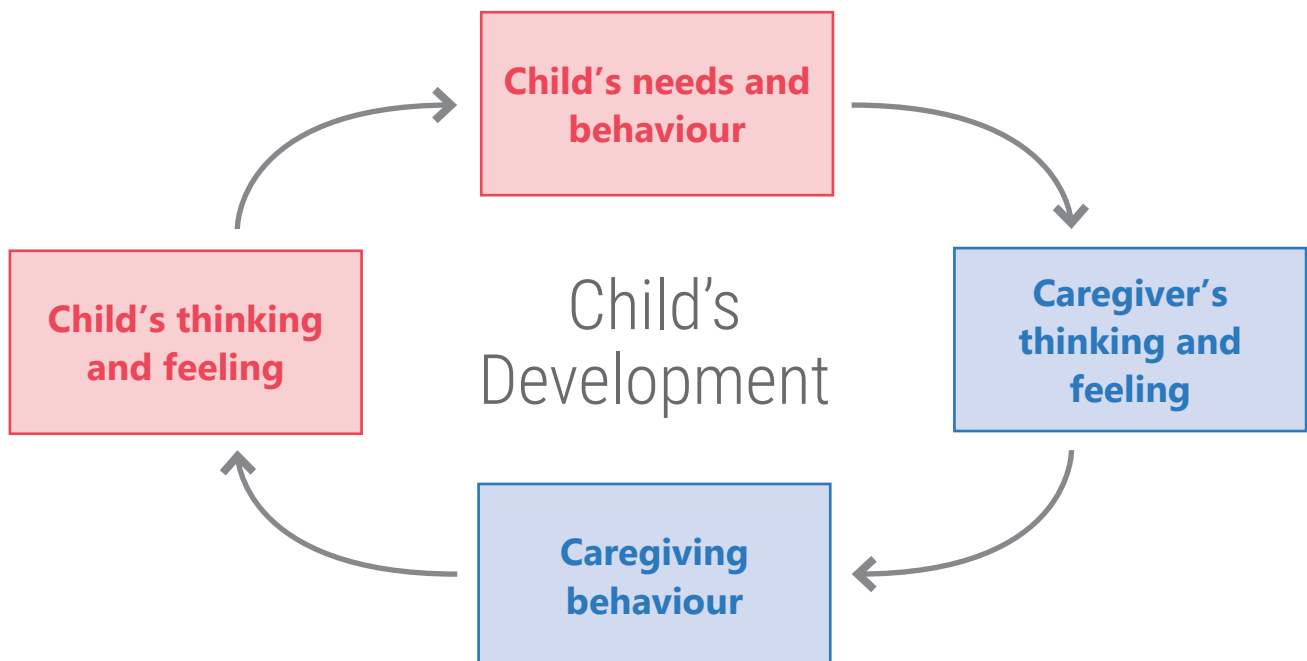 Child’s needs and
behaviour
Child’s thinking
and feeling
Child’s
Development
Caregiver’s
thinking and
feeling
Caregiving
behaviour